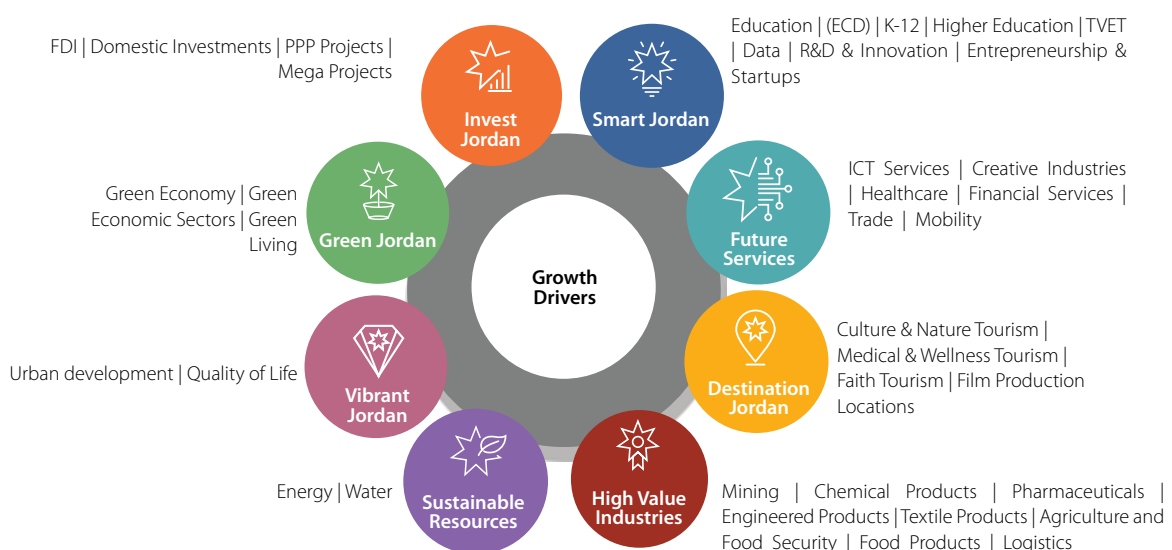 Education | (ECD) | K-12 | Higher Education | TVET
| Data | R&D & Innovation | Entrepreneurship &
Startups
FDI | Domestic Investments | PPP Projects |
Mega Projects
Invest
Jordan
Smart Jordan
ICT Services | Creative Industries
| Healthcare | Financial Services |
Trade | Mobility
Green Economy | Green
Economic Sectors | Green
Living
Green Jordan
Future
Services
Growth
Drivers
Culture & Nature Tourism |
Medical & Wellness Tourism |
Faith Tourism | Film Production
Locations
Urban development | Quality of Life
Vibrant
Jordan
Destination
Jordan
Energy | Water
Sustainable
Resources
High Value
Industries
Mining | Chemical Products | Pharmaceuticals |
Engineered Products | Textile Products | Agriculture and
Food Security | Food Products | Logistics